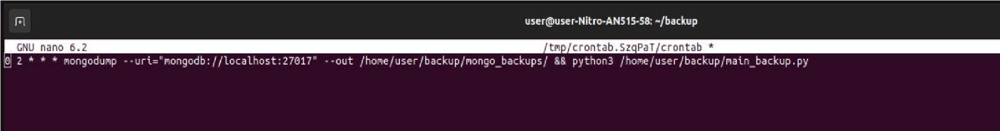 user@user-Nitro-AN515-58: ~/backup
GNU nano 6.2 /tmp/crontab.SzqPaT/crontab *
0 2 * * * mongodump --uri="mongodb://localhost:27017" --out /home/user/backup/mongo_backups/ && python3 /home/user/backup/main_backup.py